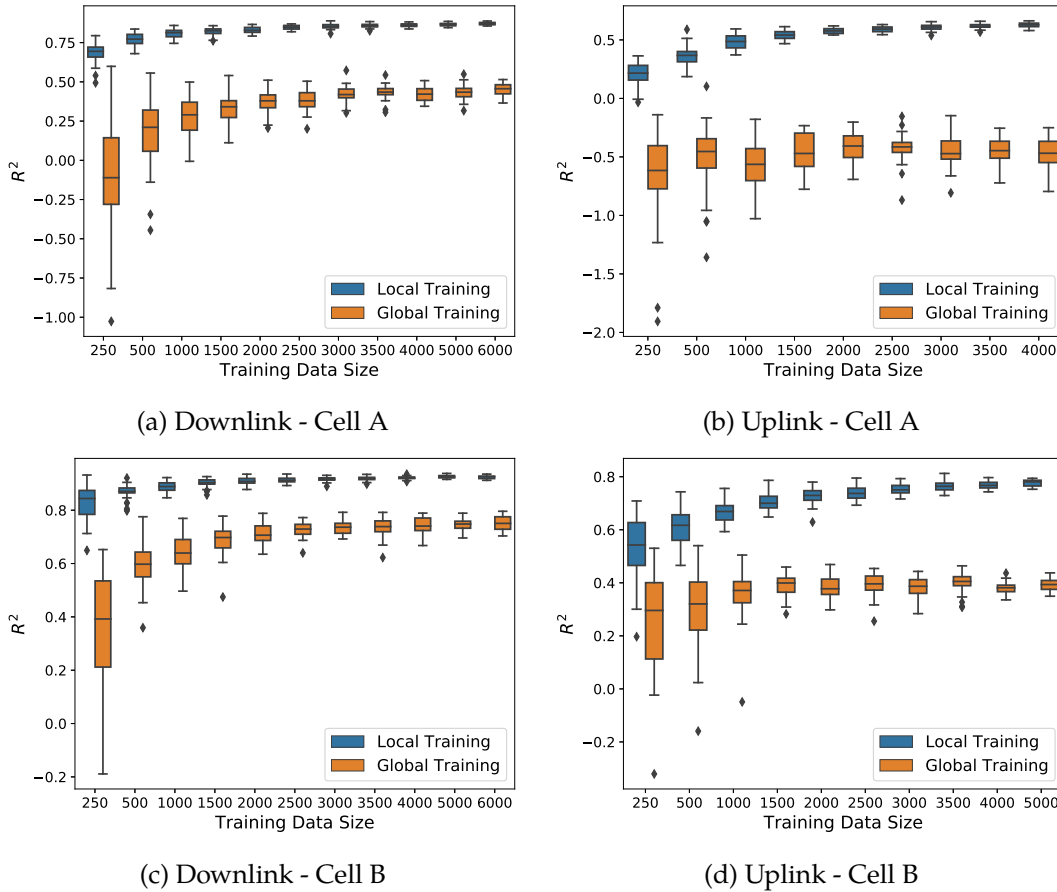 0.75
0.50
0.25
0.00
−0.25
−0.50
−0.75
−1.00
R²
Local Training
Global Training
250 500 1000 1500 2000 2500 3000 3500 4000 5000 6000
Training Data Size
(a) Downlink - Cell A
0.5
0.0
−0.5
−1.0
−1.5
−2.0
R²
Local Training
Global Training
250 500 1000 1500 2000 2500 3000 3500 4000
Training Data Size
(b) Uplink - Cell A
0.8
0.6
0.4
0.2
0.0
−0.2
R²
Local Training
Global Training
250 500 1000 1500 2000 2500 3000 3500 4000 5000 6000
Training Data Size
(c) Downlink - Cell B
0.8
0.6
0.4
0.2
0.0
−0.2
R²
Local Training
Global Training
250 500 1000 1500 2000 2500 3000 3500 4000 5000
Training Data Size
(d) Uplink - Cell B